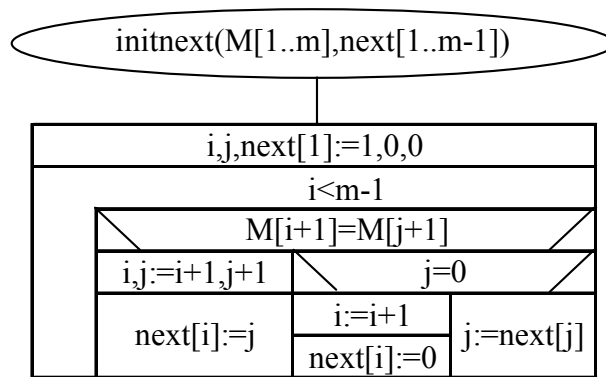 initnext(M[1..m],next[1..m-1])
i,j,next[1]:=1,0,0
i<m-1
M[i+1]=M[j+1]
i,j:=i+1,j+1
j=0
next[i]:=j
i:=i+1
next[i]:=0
j:=next[j]